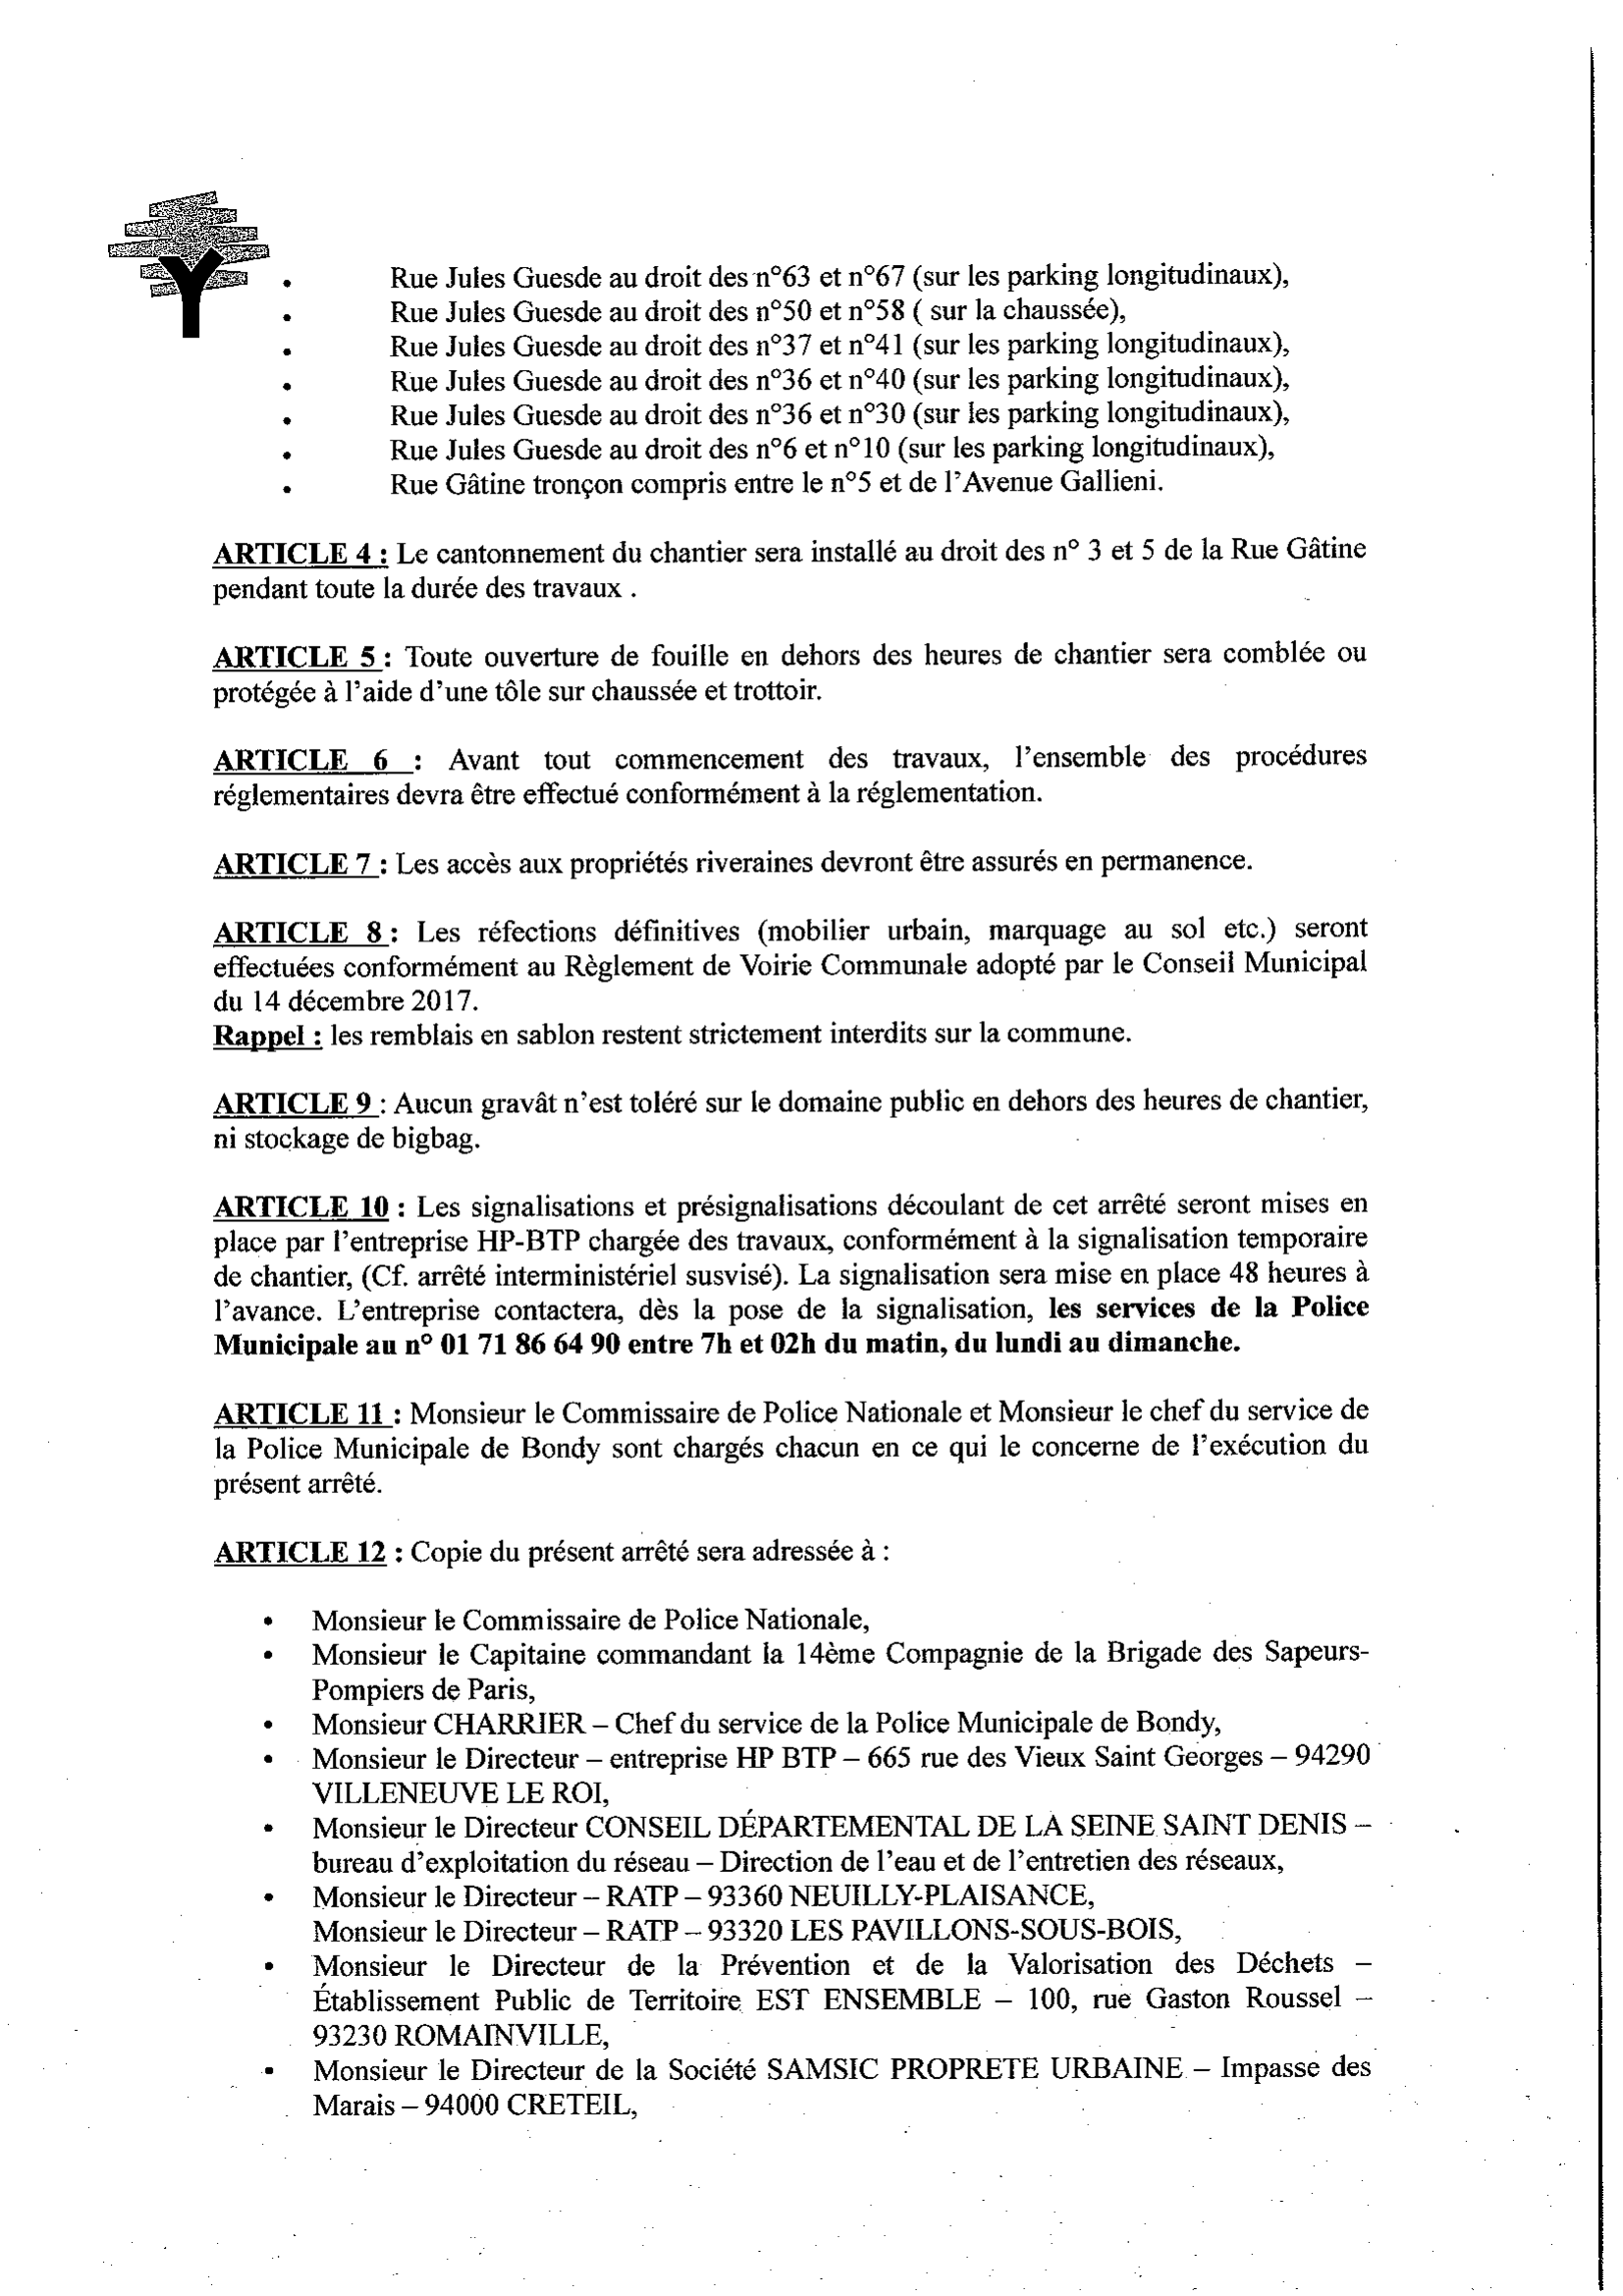 • Rue Jules Guesde au droit des n°63 et n°67 (sur les parking longitudinaux),
• Rue Jules Guesde au droit des n°50 et n°58 ( sur la chaussée),
• Rue Jules Guesde au droit des n°37 et n°41 (sur les parking longitudinaux),
• Rue Jules Guesde au droit des n°36 et n°40 (sur les parking longitudinaux),
• Rue Jules Guesde au droit des n°36 et n°30 (sur les parking longitudinaux),
• Rue Jules Guesde au droit des n°6 et n°10 (sur les parking longitudinaux),
• Rue Gâtine tronçon compris entre le n°5 et de l’Avenue Gallieni.
ARTICLE 4 : Le cantonnement du chantier sera installé au droit des n° 3 et 5 de la Rue Gâtine
pendant toute la durée des travaux .
ARTICLE 5 : Toute ouverture de fouille en dehors des heures de chantier sera comblée ou
protégée à l’aide d’une tôle sur chaussée et trottoir.
ARTICLE 6 : Avant tout commencement des travaux, l’ensemble des procédures
réglementaires devra être effectué conformément à la réglementation.
ARTICLE 7 : Les accès aux propriétés riveraines devront être assurés en permanence.
ARTICLE 8 : Les réfections définitives (mobilier urbain, marquage au sol etc.) seront
effectuées conformément au Règlement de Voirie Communale adopté par le Conseil Municipal
du 14 décembre 2017.
Rappel : les remblais en sablon restent strictement interdits sur la commune.
ARTICLE 9 : Aucun gravât n’est toléré sur le domaine public en dehors des heures de chantier,
ni stockage de bigbag.
ARTICLE 10 : Les signalisations et présignalisations découlant de cet arrêté seront mises en
place par l’entreprise HP-BTP chargée des travaux, conformément à la signalisation temporaire
de chantier, (Cf. arrêté interministériel susvisé). La signalisation sera mise en place 48 heures à
l’avance. L’entreprise contactera, dès la pose de la signalisation, les services de la Police
Municipale au n° 01 71 86 64 90 entre 7h et 02h du matin, du lundi au dimanche.
ARTICLE 11 : Monsieur le Commissaire de Police Nationale et Monsieur le chef du service de
la Police Municipale de Bondy sont chargés chacun en ce qui le concerne de l’exécution du
présent arrêté.
ARTICLE 12 : Copie du présent arrêté sera adressée à :
• Monsieur le Commissaire de Police Nationale,
• Monsieur le Capitaine commandant la 14ème Compagnie de la Brigade des Sapeurs-
Pompiers de Paris,
• Monsieur CHARRIER – Chef du service de la Police Municipale de Bondy,
• Monsieur le Directeur – entreprise HP BTP – 665 rue des Vieux Saint Georges – 94290
VILLENEUVE LE ROI,
• Monsieur le Directeur CONSEIL DÉPARTEMENTAL DE LA SEINE SAINT DENIS –
bureau d’exploitation du réseau – Direction de l’eau et de l’entretien des réseaux,
• Monsieur le Directeur – RATP – 93360 NEUILLY-PLAISANCE,
Monsieur le Directeur – RATP – 93320 LES PAVILLONS-SOUS-BOIS,
• Monsieur le Directeur de la Prévention et de la Valorisation des Déchets –
Établissement Public de Territoire EST ENSEMBLE – 100, rue Gaston Roussel –
93230 ROMAINVILLE,
• Monsieur le Directeur de la Société SAMSIC PROPRETE URBAINE – Impasse des
Marais – 94000 CRETEIL,